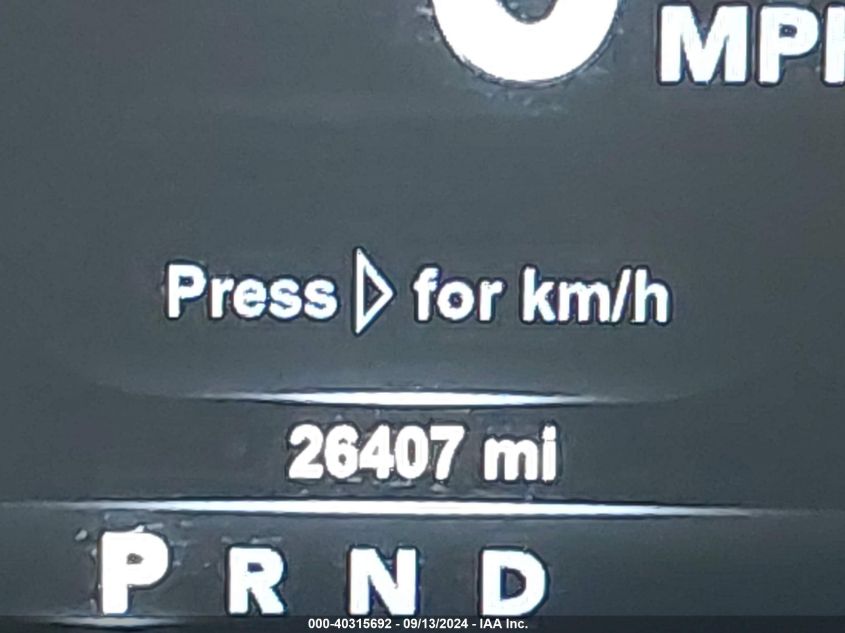 MPH
Press ▷ for km/h
26407 mi
P R N D
000-40315692 - 09/13/2024 - IAA Inc.